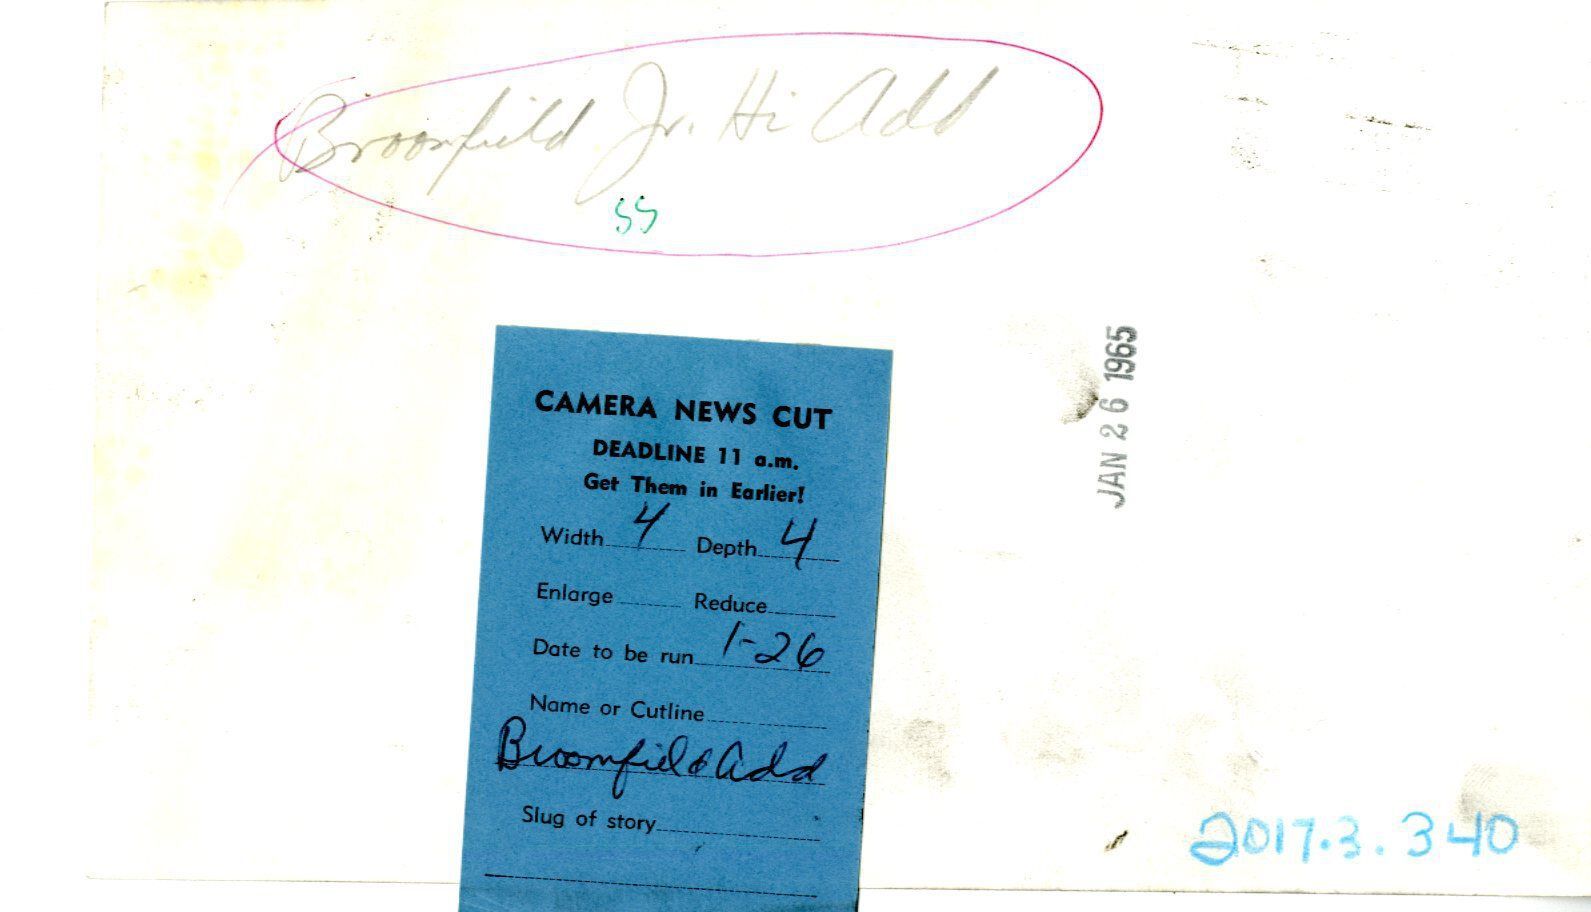 Broomfield Jr. Hi Add
SS
CAMERA NEWS CUT
DEADLINE 11 a.m.
Get Them in Earlier!
Width 4 Depth 4
Enlarge Reduce
Date to be run 1-26
Name or Cutline
Broomfield Add
Slug of story
JAN 26 1965
2017.3.340